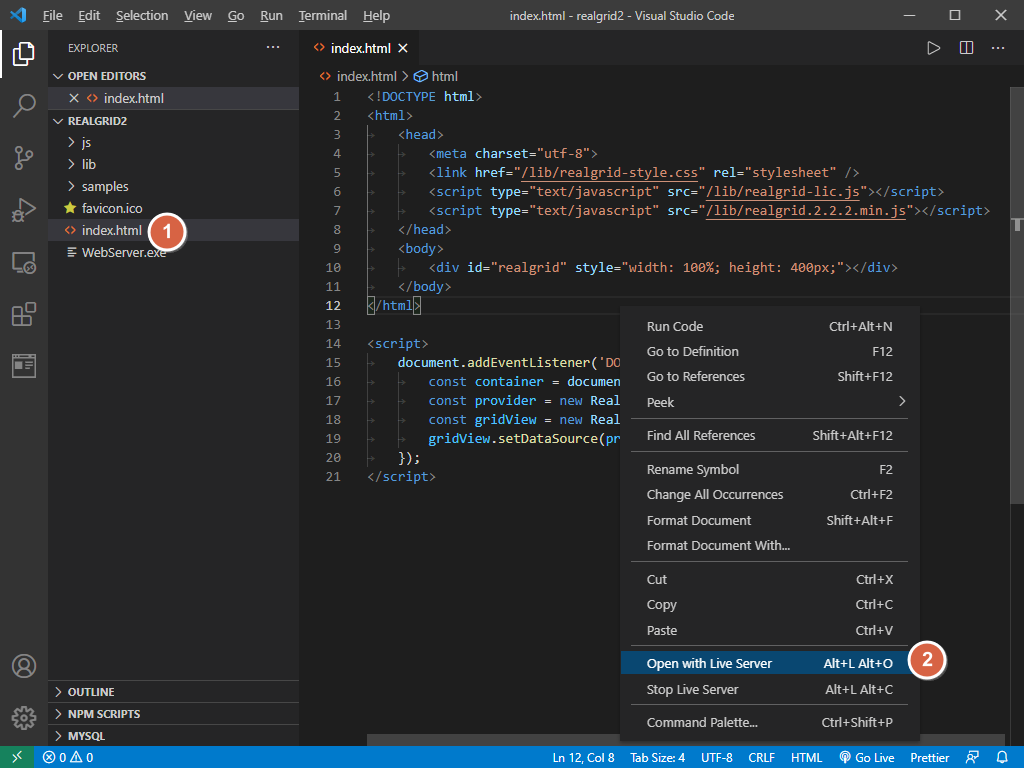 File Edit Selection View Go Run Terminal Help index.html - realgrid2 - Visual Studio Code
EXPLORER
OPEN EDITORS
index.html
REALGRID2
js
lib
samples
favicon.ico
index.html
1
WebServer.exe
OUTLINE
NPM SCRIPTS
MYSQL
index.html
index.html > html
1 <!DOCTYPE html>
2 <html>
3 <head>
4 <meta charset="utf-8">
5 <link href="/lib/realgrid-style.css" rel="stylesheet" />
6 <script type="text/javascript" src="/lib/realgrid-lic.js"></script>
7 <script type="text/javascript" src="/lib/realgrid.2.2.2.min.js"></script>
8 </head>
9 <body>
10 <div id="realgrid" style="width: 100%; height: 400px;"></div>
11 </body>
12 </html>
13
14 <script>
15 document.addEventListener('DO
16 const container = documen
17 const provider = new Real
18 const gridView = new Real
19 gridView.setDataSource(pr
20 });
21 </script>
Run Code Ctrl+Alt+N
Go to Definition F12
Go to References Shift+F12
Peek
Find All References Shift+Alt+F12
Rename Symbol F2
Change All Occurrences Ctrl+F2
Format Document Shift+Alt+F
Format Document With...
Cut Ctrl+X
Copy Ctrl+C
Paste Ctrl+V
Open with Live Server Alt+L Alt+O
2
Stop Live Server Alt+L Alt+C
Command Palette... Ctrl+Shift+P
0 0 Ln 12, Col 8 Tab Size: 4 UTF-8 CRLF HTML Go Live Prettier